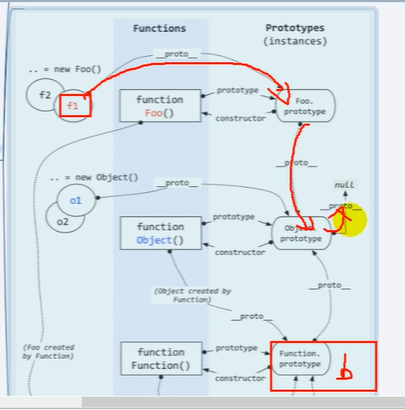 Functions
Prototypes
(instances)
__proto__
.. = new Foo()
f2
f1
function
Foo()
prototype
constructor
Foo.
prototype
__proto__
null
.. = new Object()
__proto__
__proto__
o1
o2
function
Object()
prototype
constructor
prototype
(Object created by
Function)
__proto__
__proto__
(Foo created
by Function)
function
Function()
prototype
constructor
Function.
prototype
b